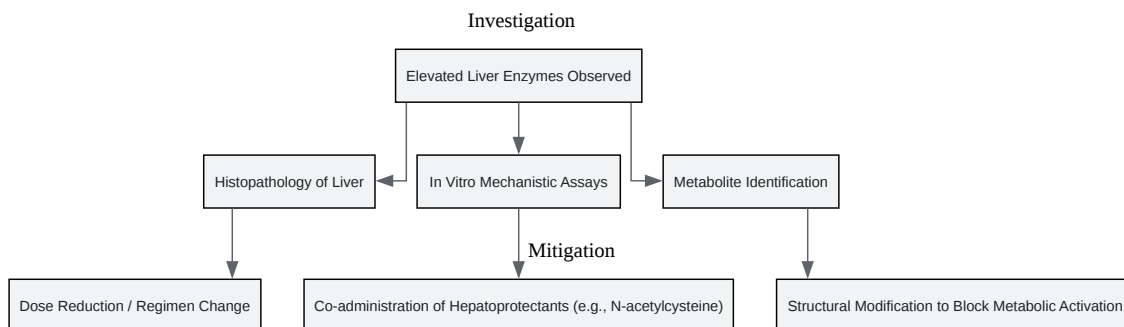 Investigation
Elevated Liver Enzymes Observed
Histopathology of Liver
In Vitro Mechanistic Assays
Metabolite Identification
Mitigation
Dose Reduction / Regimen Change
Co-administration of Hepatoprotectants (e.g., N-acetylcysteine)
Structural Modification to Block Metabolic Activation